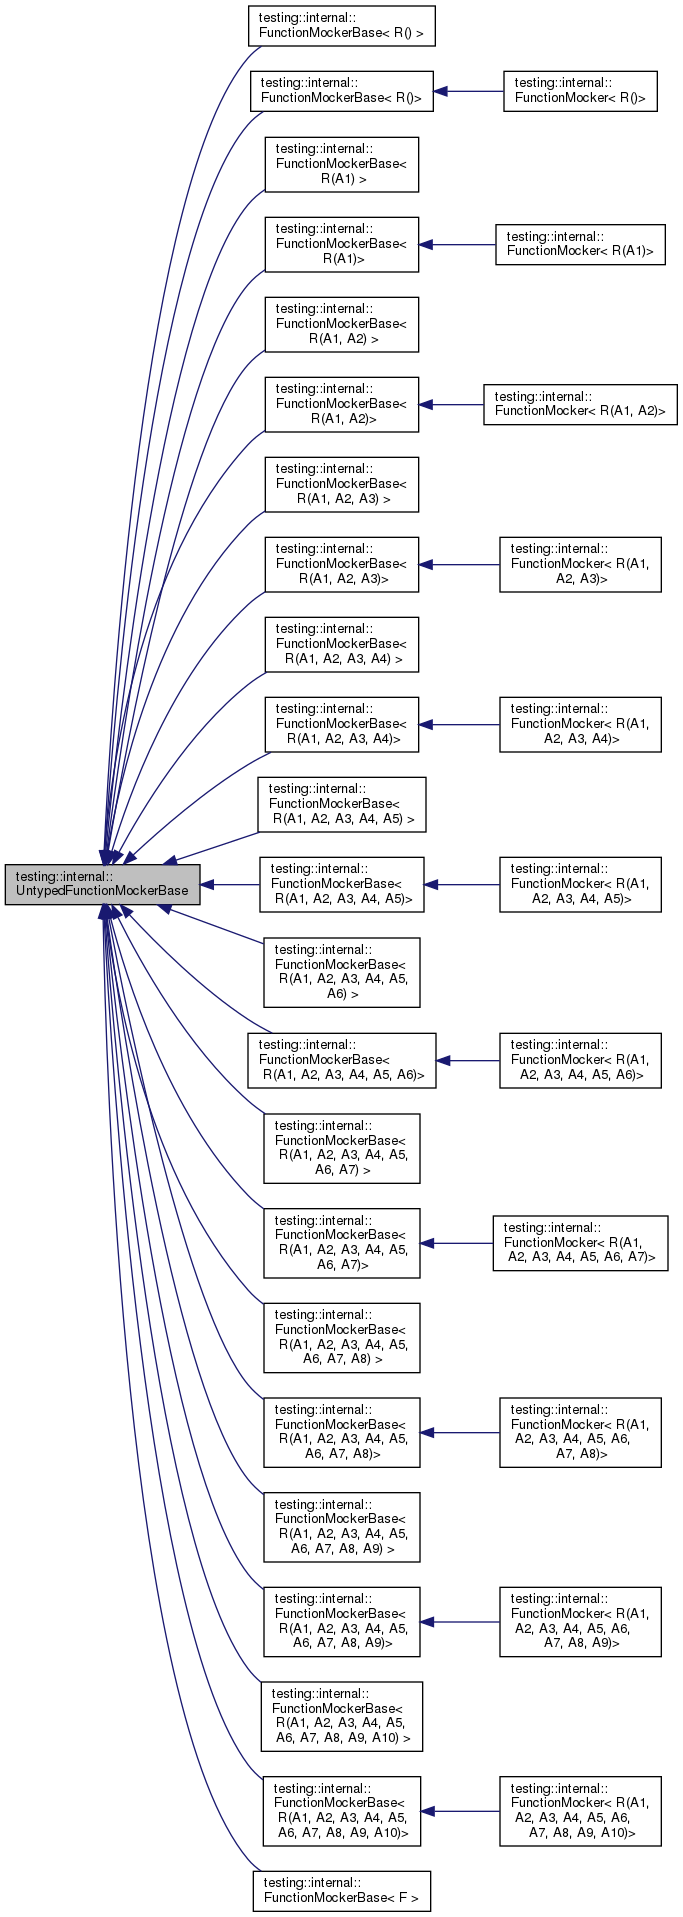 testing::internal::
FunctionMockerBase< R() >
testing::internal::
FunctionMockerBase< R()>
testing::internal::
FunctionMocker< R()>
testing::internal::
FunctionMockerBase<
R(A1) >
testing::internal::
FunctionMockerBase<
R(A1)>
testing::internal::
FunctionMocker< R(A1)>
testing::internal::
FunctionMockerBase<
R(A1, A2) >
testing::internal::
FunctionMockerBase<
R(A1, A2)>
testing::internal::
FunctionMocker< R(A1, A2)>
testing::internal::
FunctionMockerBase<
R(A1, A2, A3) >
testing::internal::
FunctionMockerBase<
R(A1, A2, A3)>
testing::internal::
FunctionMocker< R(A1,
A2, A3)>
testing::internal::
FunctionMockerBase<
R(A1, A2, A3, A4) >
testing::internal::
FunctionMockerBase<
R(A1, A2, A3, A4)>
testing::internal::
FunctionMocker< R(A1,
A2, A3, A4)>
testing::internal::
FunctionMockerBase<
R(A1, A2, A3, A4, A5) >
testing::internal::
UntypedFunctionMockerBase
testing::internal::
FunctionMockerBase<
R(A1, A2, A3, A4, A5)>
testing::internal::
FunctionMocker< R(A1,
A2, A3, A4, A5)>
testing::internal::
FunctionMockerBase<
R(A1, A2, A3, A4, A5,
A6) >
testing::internal::
FunctionMockerBase<
R(A1, A2, A3, A4, A5, A6)>
testing::internal::
FunctionMocker< R(A1,
A2, A3, A4, A5, A6)>
testing::internal::
FunctionMockerBase<
R(A1, A2, A3, A4, A5,
A6, A7) >
testing::internal::
FunctionMockerBase<
R(A1, A2, A3, A4, A5,
A6, A7)>
testing::internal::
FunctionMocker< R(A1,
A2, A3, A4, A5, A6, A7)>
testing::internal::
FunctionMockerBase<
R(A1, A2, A3, A4, A5,
A6, A7, A8) >
testing::internal::
FunctionMockerBase<
R(A1, A2, A3, A4, A5,
A6, A7, A8)>
testing::internal::
FunctionMocker< R(A1,
A2, A3, A4, A5, A6,
A7, A8)>
testing::internal::
FunctionMockerBase<
R(A1, A2, A3, A4, A5,
A6, A7, A8, A9) >
testing::internal::
FunctionMockerBase<
R(A1, A2, A3, A4, A5,
A6, A7, A8, A9)>
testing::internal::
FunctionMocker< R(A1,
A2, A3, A4, A5, A6,
A7, A8, A9)>
testing::internal::
FunctionMockerBase<
R(A1, A2, A3, A4, A5,
A6, A7, A8, A9, A10) >
testing::internal::
FunctionMockerBase<
R(A1, A2, A3, A4, A5,
A6, A7, A8, A9, A10)>
testing::internal::
FunctionMocker< R(A1,
A2, A3, A4, A5, A6,
A7, A8, A9, A10)>
testing::internal::
FunctionMockerBase< F >